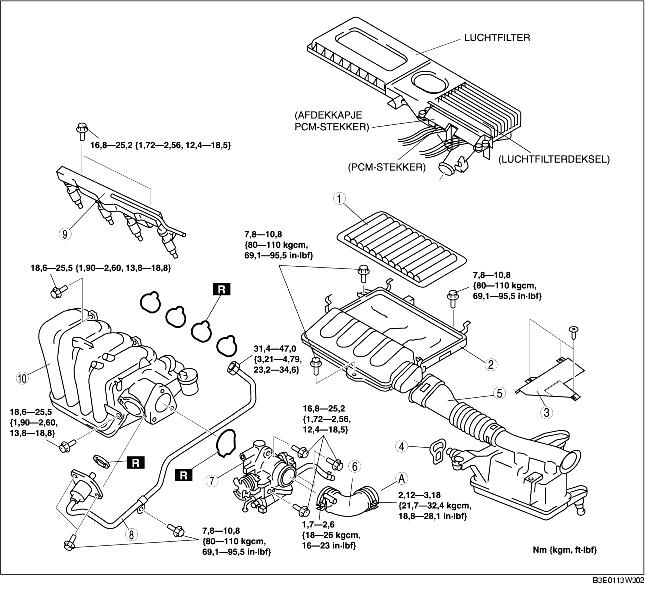 LUCHTFILTER
(AFDEKKAPJE
PCM-STEKKER)
(PCM-STEKKER)
(LUCHTFILTERDEKSEL)
16,8—25,2 {1,72—2,56, 12,4—18,5}
9
1
7,8—10,8
{80—110 kgcm,
69,1—95,5 in-lbf}
18,6—25,5 {1,90—2,60, 13,8—18,8}
7,8—10,8
{80—110 kgcm,
69,1—95,5 in-lbf}
R
31,4—47,0
{3,21—4,79,
23,2—34,6}
2
10
5
3
18,6—25,5
{1,90—2,60,
13,8—18,8}
16,8—25,2
{1,72—2,56,
12,4—18,5}
4
R
R
7
6
A
2,12—3,18
{21,7—32,4 kgcm,
18,8—28,1 in-lbf}
8
7,8—10,8
{80—110 kgcm,
69,1—95,5 in-lbf}
1,7—2,6
{18—26 kgcm,
16—23 in-lbf}
Nm {kgm, ft-lbf}
B3E0113W302